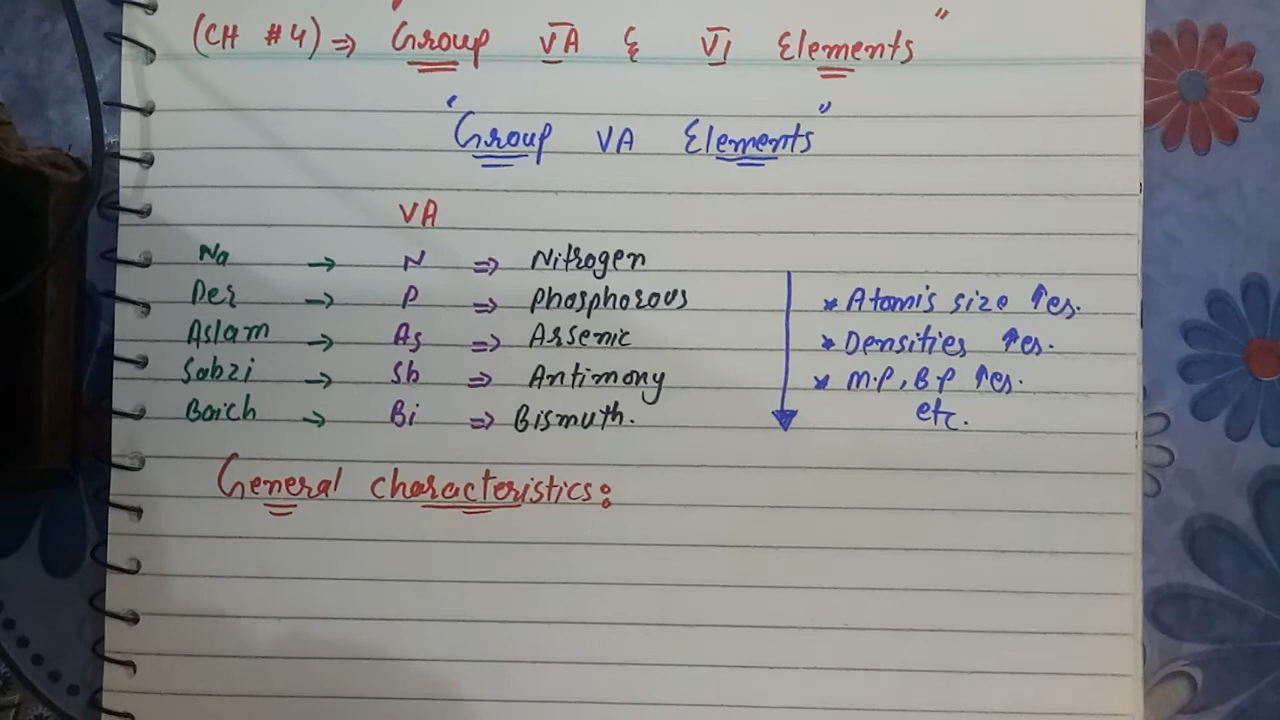 (CH #4) ⇒ "Group VA & VI Elements"
"Group VA Elements"
VA
Na → N ⇒ Nitrogen
Per → P ⇒ Phosphorous
Aslam → As ⇒ Arsenic
Sabzi → Sb ⇒ Antimony
Baich → Bi ⇒ Bismuth.
* Atomis size ↑es.
* Densities ↑es.
* M.P, B P ↑es.
etc.
General characteristics: